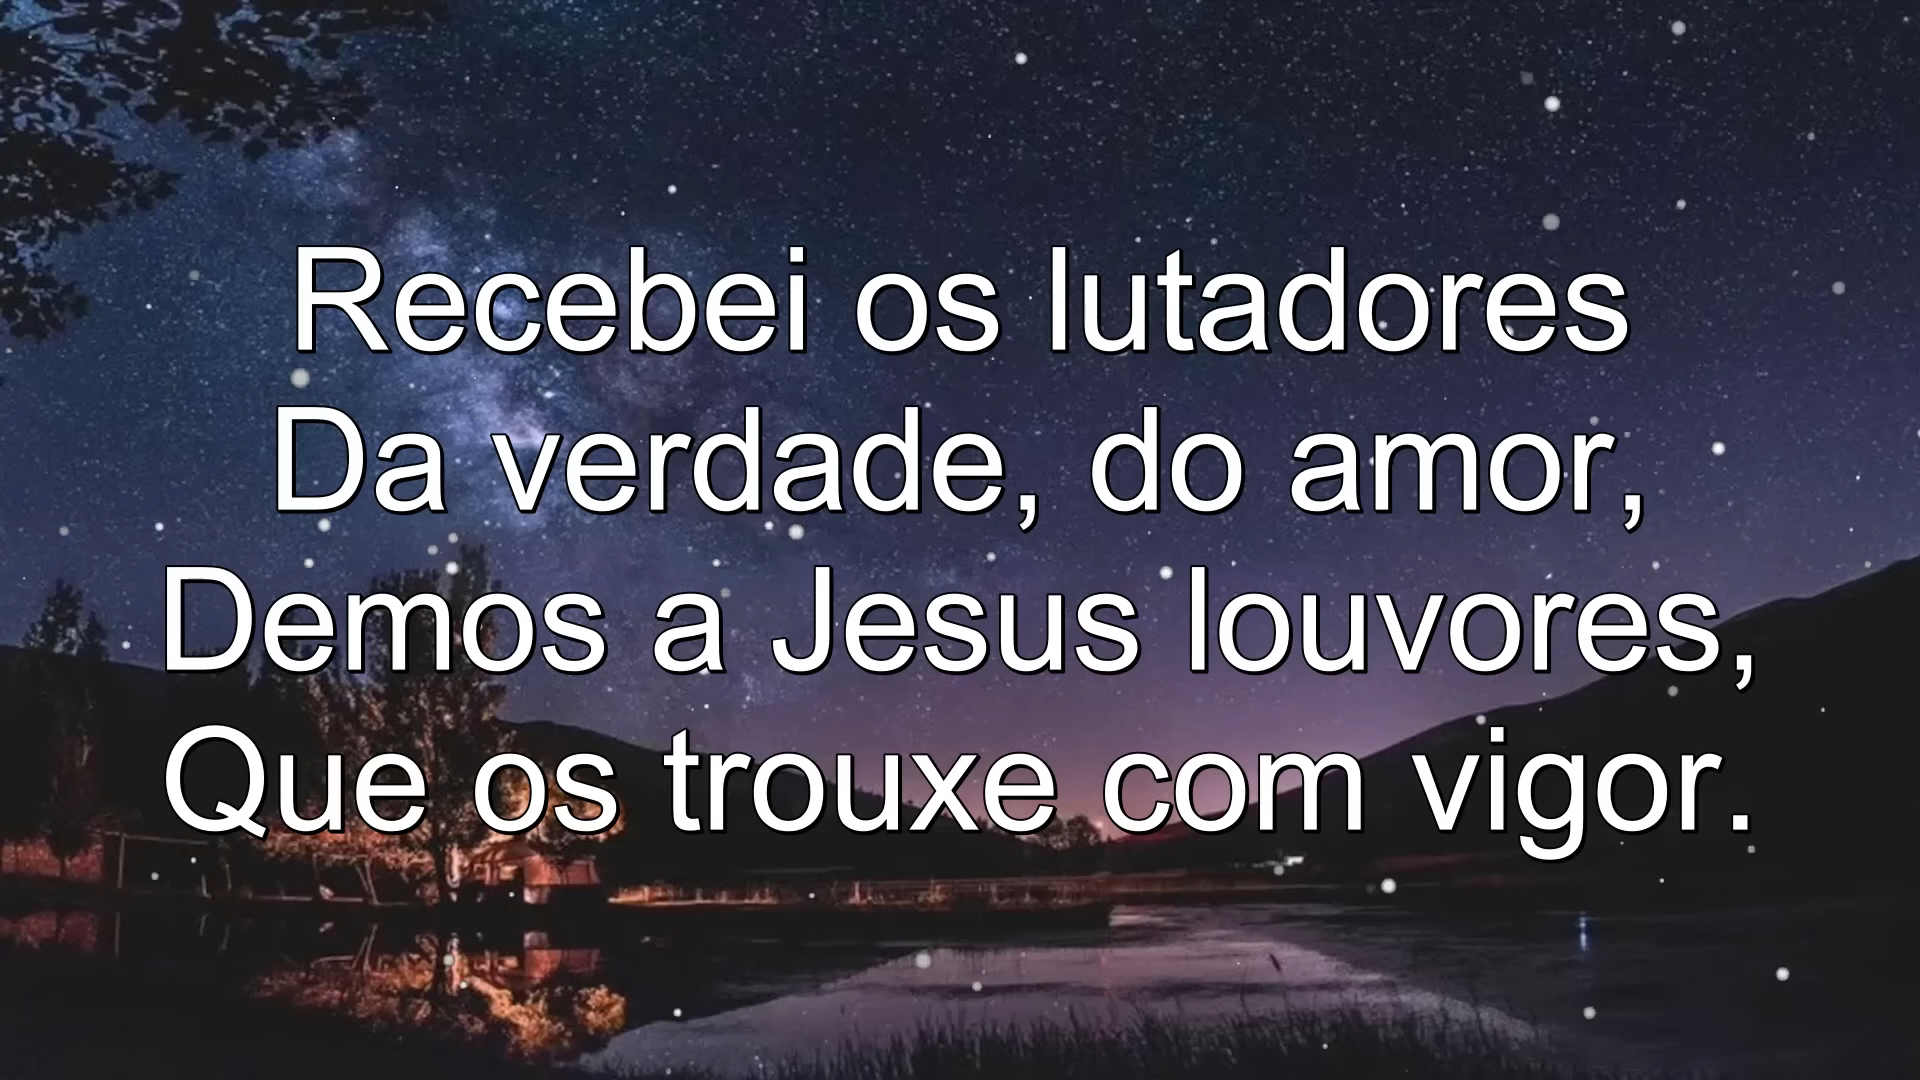 Recebei os lutadores
Da verdade, do amor,
Demos a Jesus louvores,
Que os trouxe com vigor.